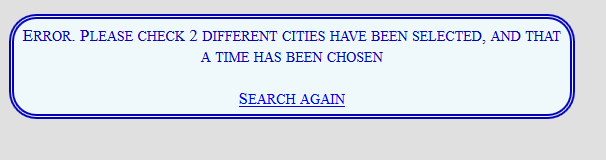 Error. Please check 2 different cities have been selected, and that
a time has been chosen
Search again